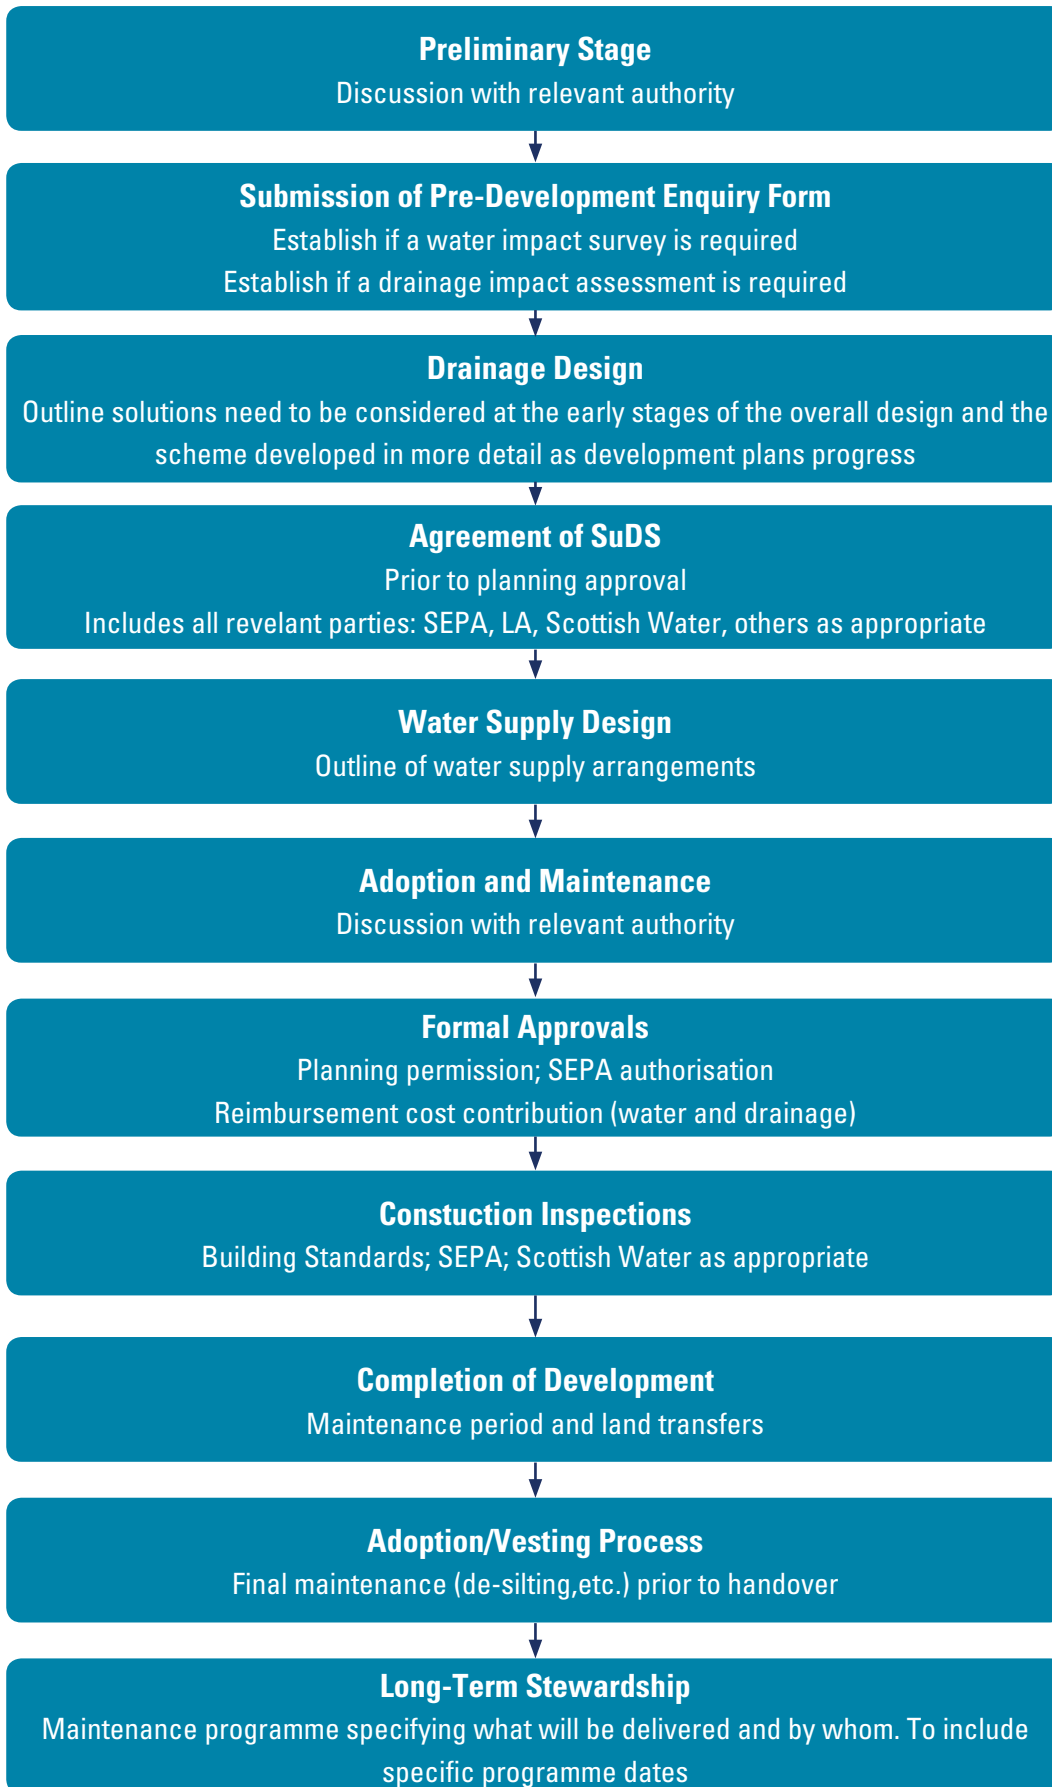 Preliminary Stage
Discussion with relevant authority
Submission of Pre-Development Enquiry Form
Establish if a water impact survey is required
Establish if a drainage impact assessment is required
Drainage Design
Outline solutions need to be considered at the early stages of the overall design and the
scheme developed in more detail as development plans progress
Agreement of SuDS
Prior to planning approval
Includes all revelant parties: SEPA, LA, Scottish Water, others as appropriate
Water Supply Design
Outline of water supply arrangements
Adoption and Maintenance
Discussion with relevant authority
Formal Approvals
Planning permission; SEPA authorisation
Reimbursement cost contribution (water and drainage)
Constuction Inspections
Building Standards; SEPA; Scottish Water as appropriate
Completion of Development
Maintenance period and land transfers
Adoption/Vesting Process
Final maintenance (de-silting,etc.) prior to handover
Long-Term Stewardship
Maintenance programme specifying what will be delivered and by whom. To include
specific programme dates